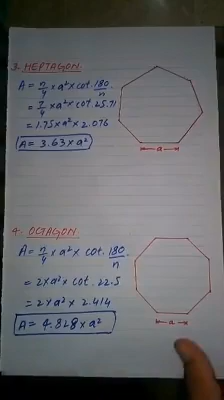 3. HEPTAGON
A = n/4 × a² × cot. 180/n
= 7/4 × a² × cot 25.71
= 1.75 × a² × 2.076
A = 3.63 × a²
a
4. OCTAGON
A = n/4 × a² × cot. 180/n
= 2 × a² × cot. 22.5
= 2 × a² × 2.414
A = 4.828 × a²
a